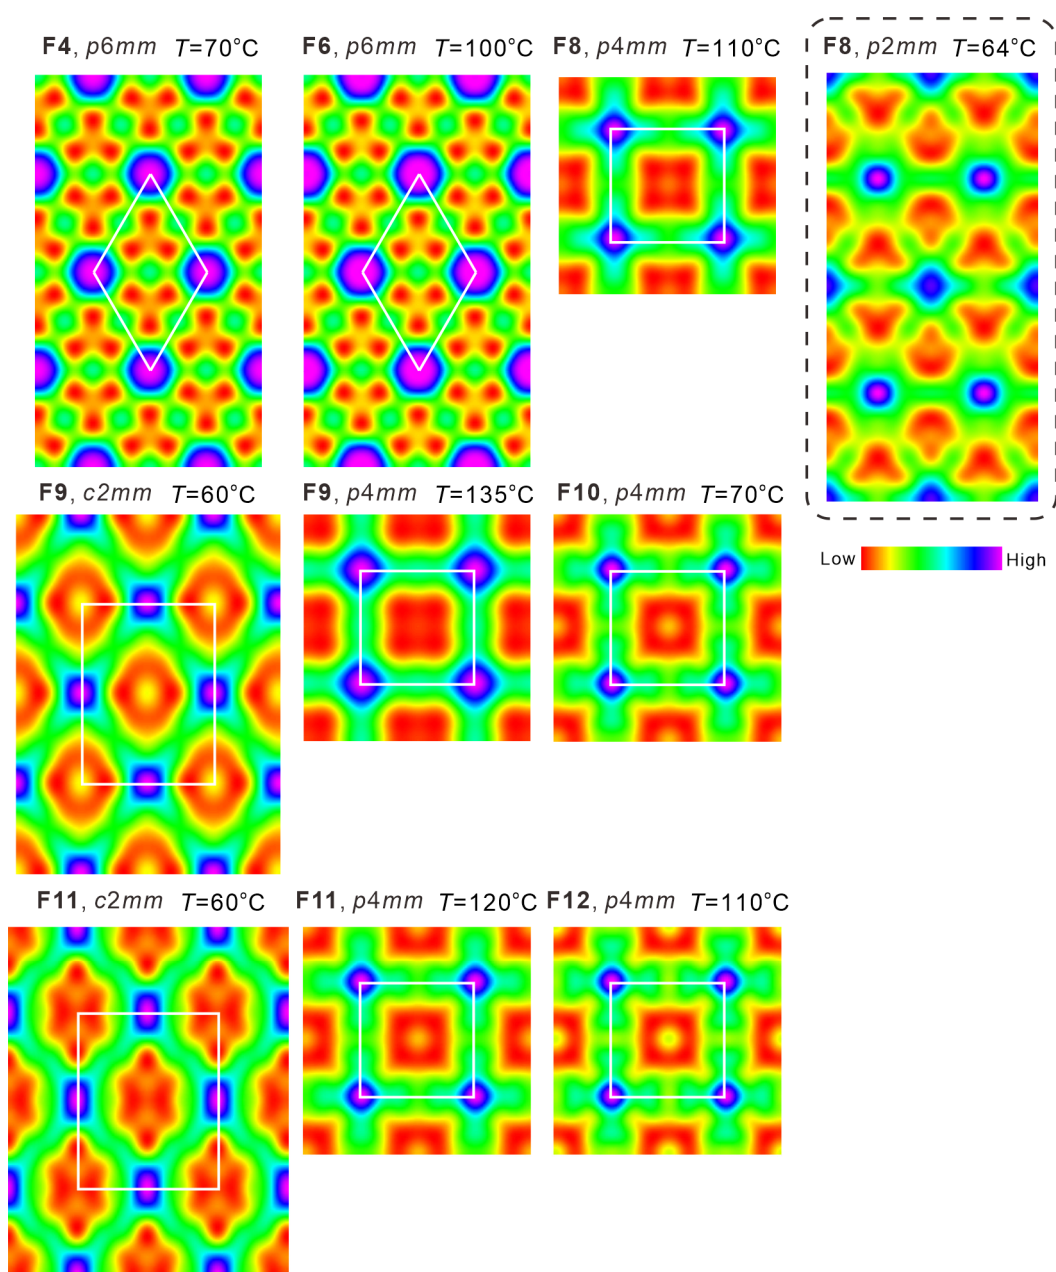 F4, p6mm T=70°C F6, p6mm T=100°C F8, p4mm T=110°C F8, p2mm T=64°C
F9, c2mm T=60°C F9, p4mm T=135°C F10, p4mm T=70°C
Low High
F11, c2mm T=60°C F11, p4mm T=120°C F12, p4mm T=110°C